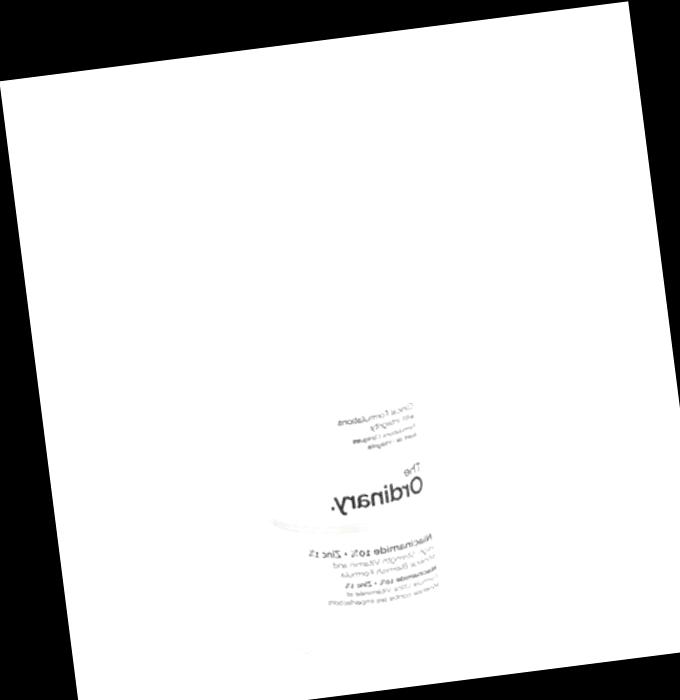 Clinical Formulations
with Integrity.
Formulations Cliniques
avec Intégrité.
The
Ordinary.
Niacinamide 10% + Zinc 1%
High-Strength Vitamin and
Mineral Blemish Formula
Niacinamide 10% + Zinc 1%
Formule Ultra Vitaminée et
Minérale contre les imperfections